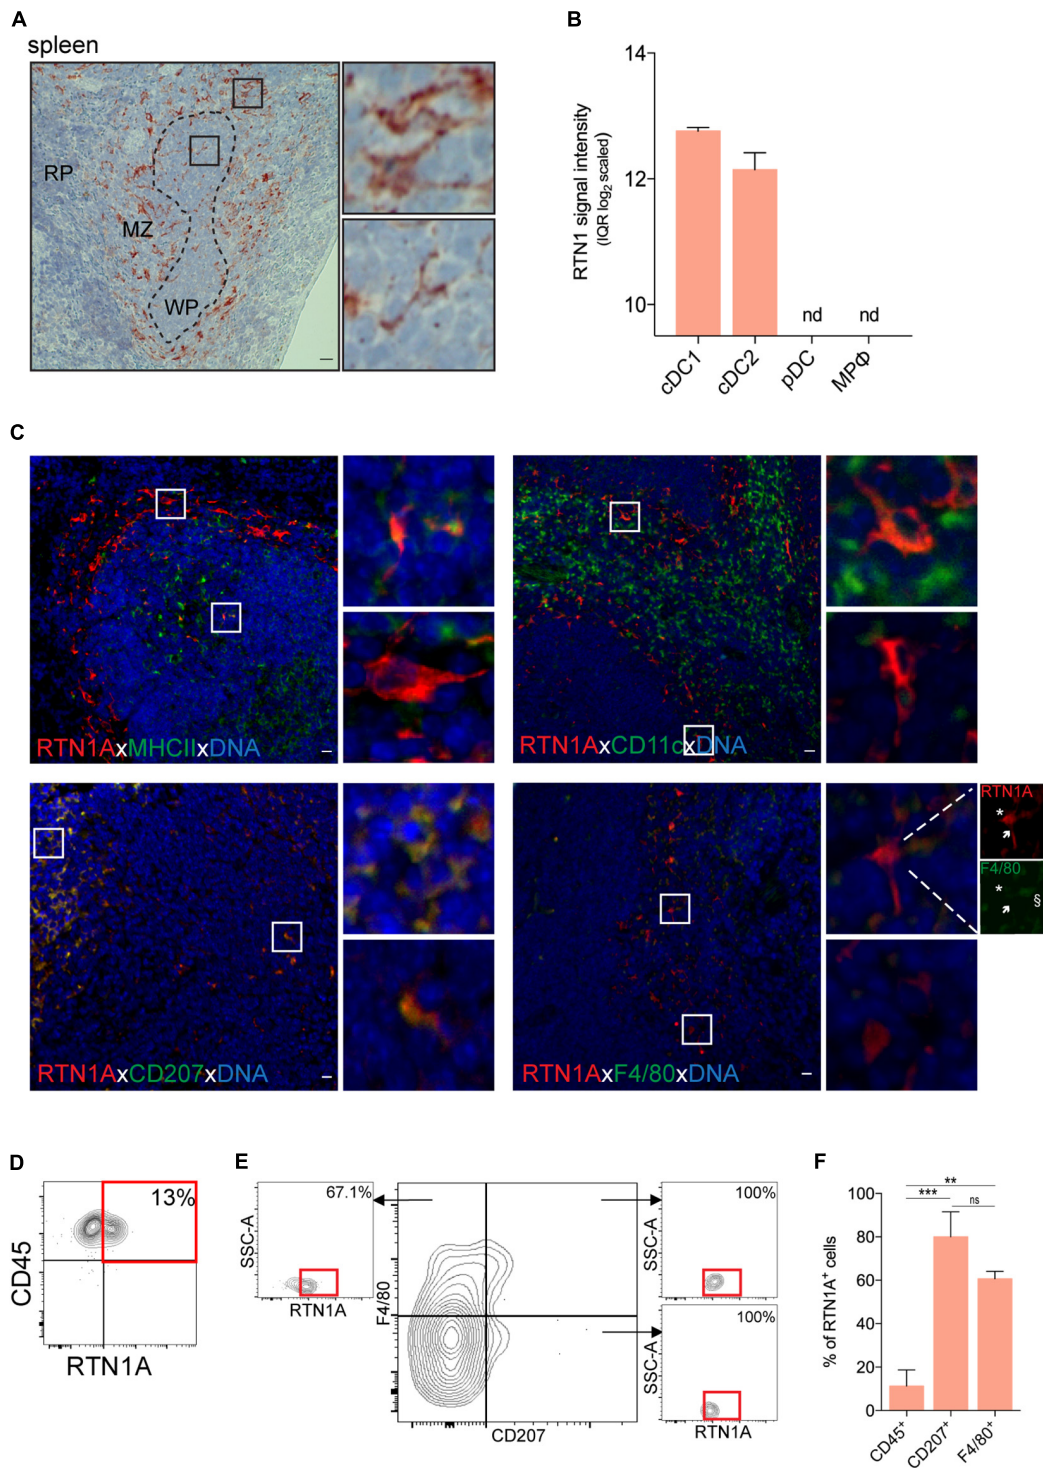 A
spleen
RP
MZ
WP
B
RTN1 signal intensity
(IQR log2 scaled)
14
12
10
nd
nd
cDC1
cDC2
pDC
MPΦ
C
RTN1AxMHCIIxDNA
RTN1AxCD11cxDNA
RTN1AxCD207xDNA
RTN1AxF4/80xDNA
RTN1A
*
F4/80
*
§
D
13%
CD45
RTN1A
E
67.1%
SSC-A
RTN1A
F4/80
CD207
100%
SSC-A
100%
SSC-A
RTN1A
F
**
***
ns
% of RTN1A+ cells
100
80
60
40
20
0
CD45+
CD207+
F4/80+